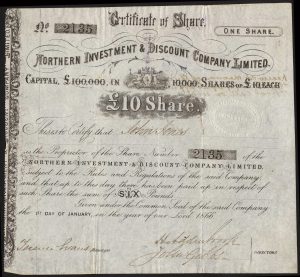 No. 2135
Certificate of Share.
ONE SHARE.
NORTHERN INVESTMENT & DISCOUNT COMPANY LIMITED.
CAPITAL, £100,000, IN 10,000 SHARES OF £10 EACH
£10 Share
This is to Certify that John Jones
is the Proprietor of the Share Number 2135 of the
NORTHERN INVESTMENT & DISCOUNT COMPANY LIMITED.
Subject to the Rules and Regulations of the said Company
and that up to this day there has been paid up in respect of
such Share the sum of SIX Pounds.
Given under the Common Seal of the said Company
the 1ST DAY OF JANUARY, in the year of our Lord 1866
DIRECTORS